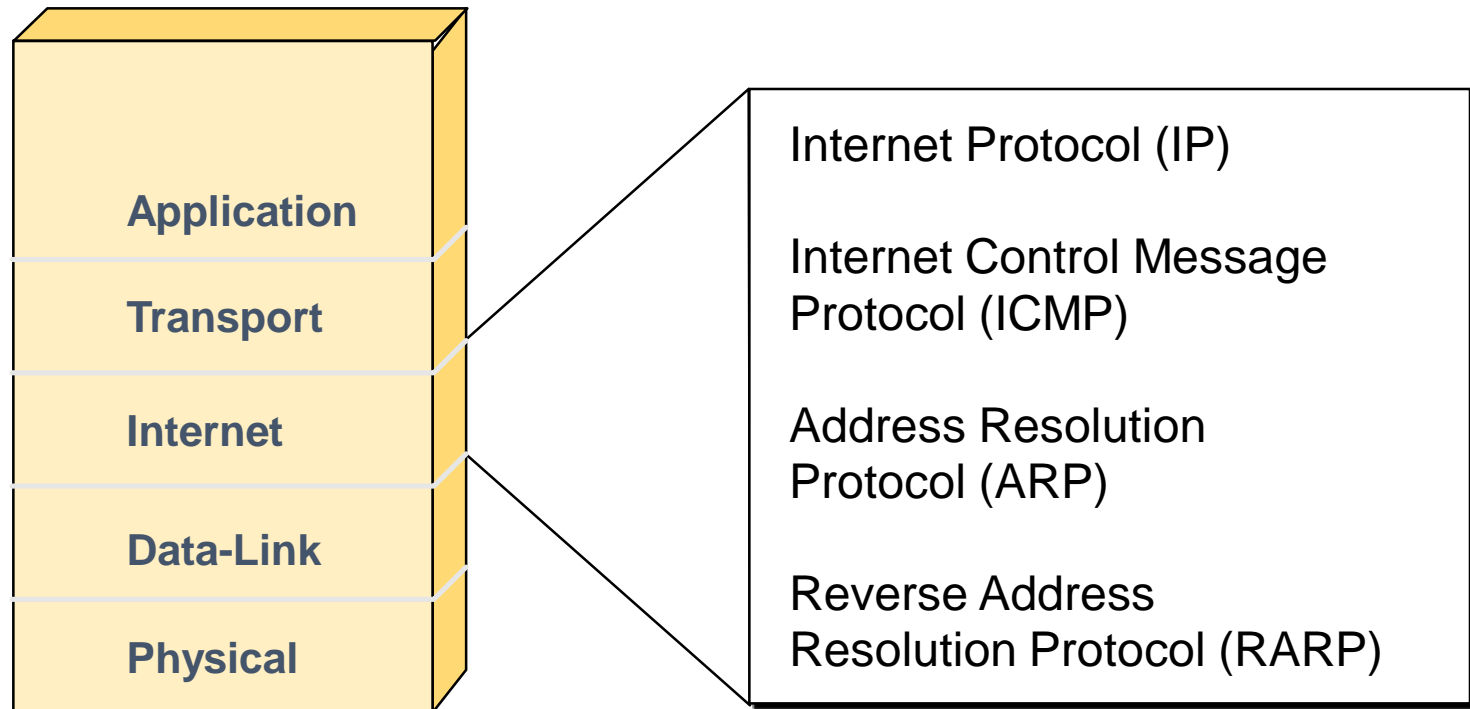 Application
Transport
Internet
Data-Link
Physical
Internet Protocol (IP)
Internet Control Message
Protocol (ICMP)
Address Resolution
Protocol (ARP)
Reverse Address
Resolution Protocol (RARP)